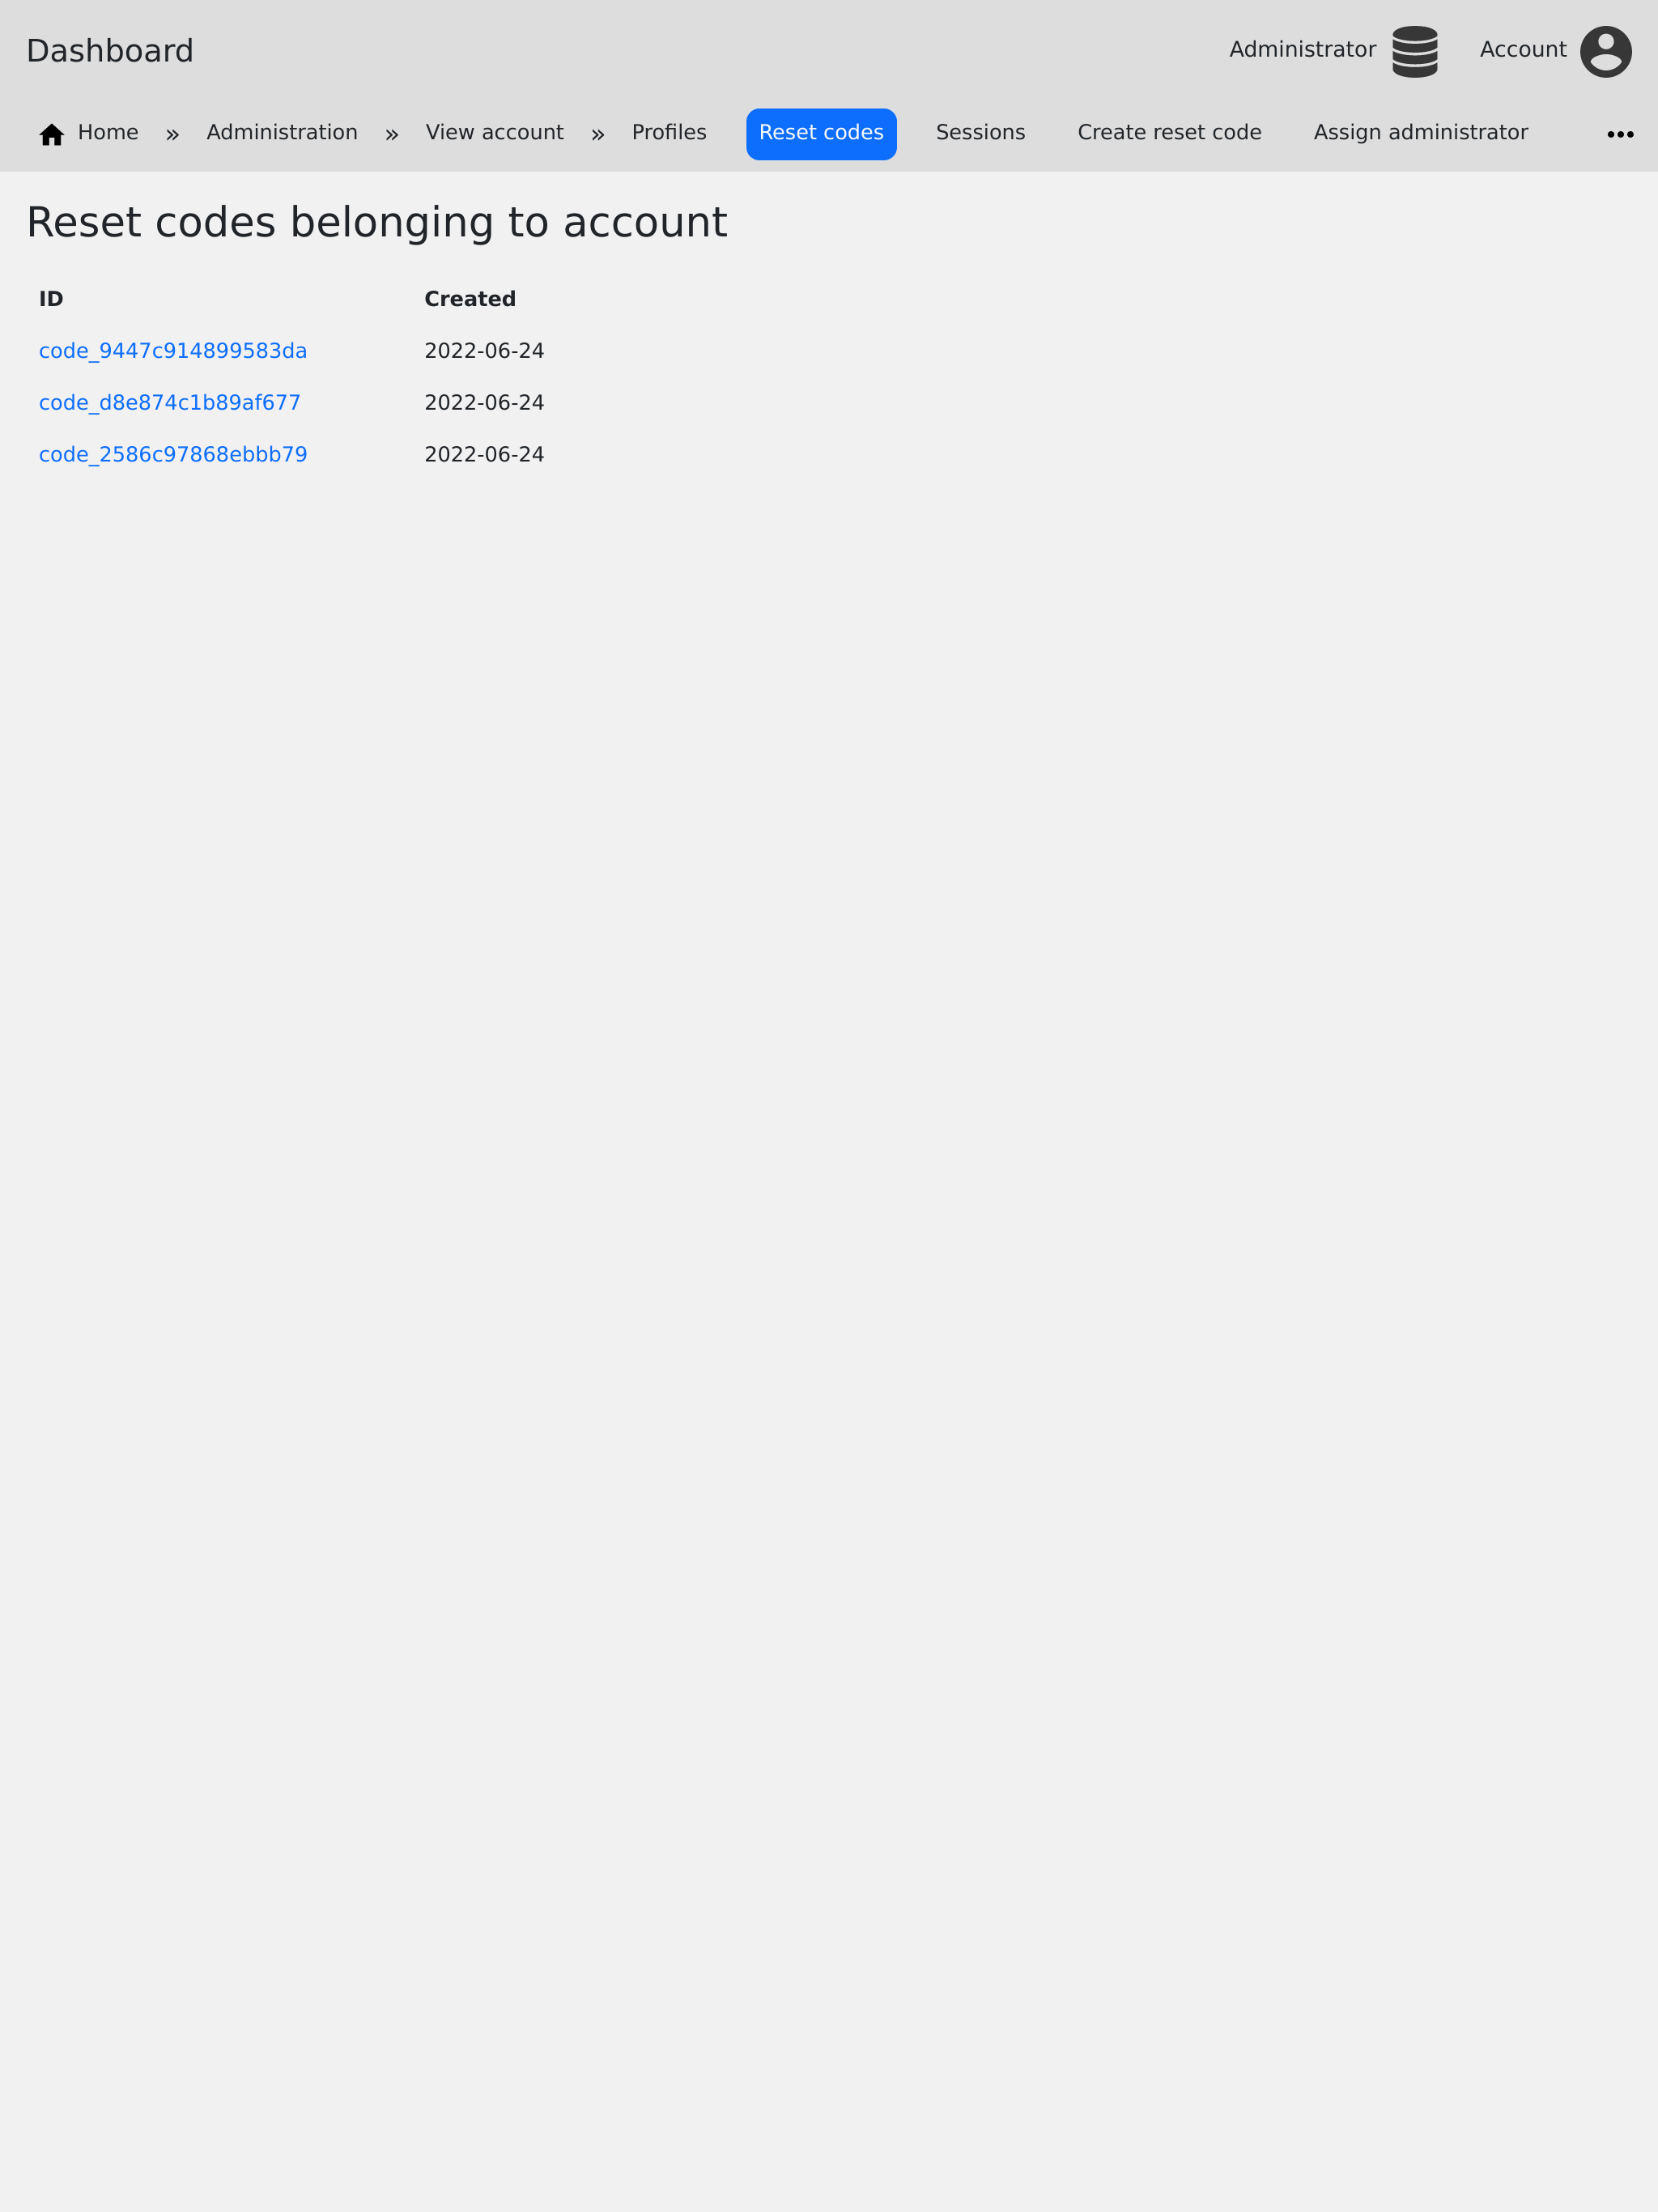 Dashboard
Administrator
Account
Home » Administration » View account » Profiles Reset codes Sessions Create reset code Assign administrator •••
Reset codes belonging to account
ID Created
code_9447c914899583da 2022-06-24
code_d8e874c1b89af677 2022-06-24
code_2586c97868ebbb79 2022-06-24